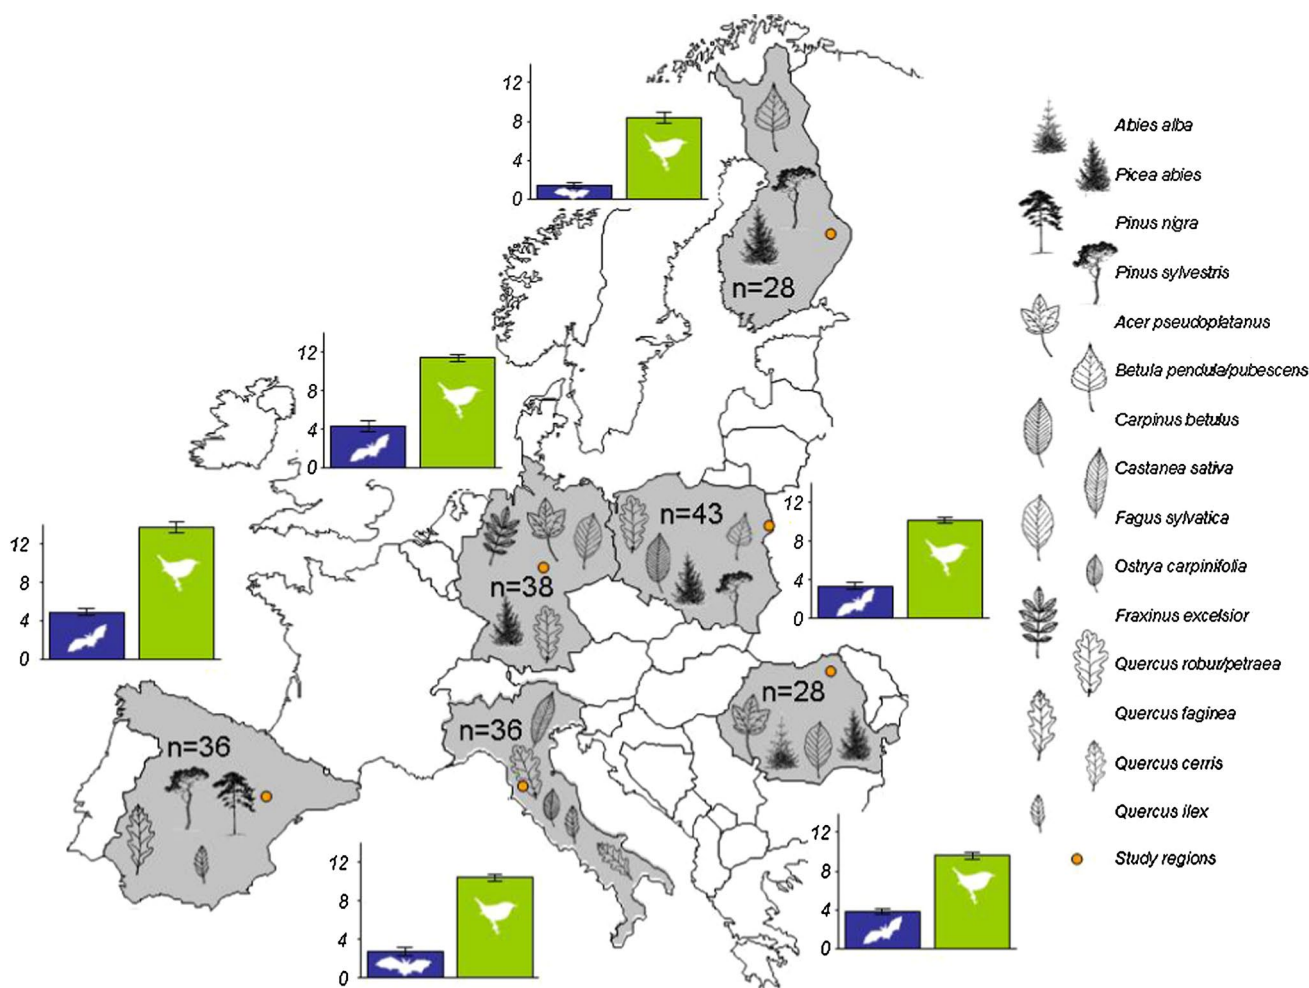 12
8
4
0
n=28
12
8
4
0
12
8
4
0
n=38
n=43
12
8
4
0
n=36
n=36
n=28
12
8
4
0
12
8
4
0
Abies alba
Picea abies
Pinus nigra
Pinus sylvestris
Acer pseudopletanus
Betula pendula/pubescens
Carpinus betulus
Castanea sativa
Fagus sylvatica
Ostrya carpinifolia
Fraxinus excelsior
Quercus robur/petraea
Quercus faginea
Quercus cerris
Quercus ilex
Study regions